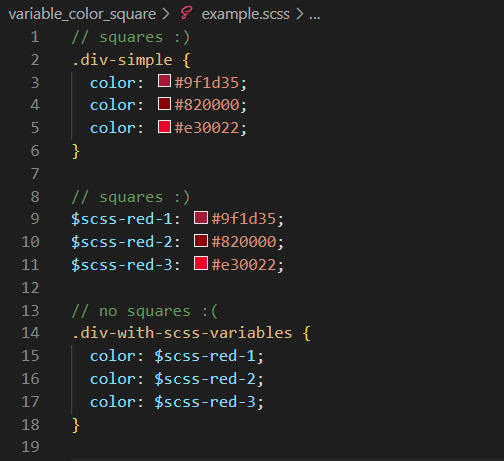 variable_color_square > example.scss > ...
1 // squares :)
2 .div-simple {
3 color: #9f1d35;
4 color: #820000;
5 color: #e30022;
6 }
7
8 // squares :)
9 $scss-red-1: #9f1d35;
10 $scss-red-2: #820000;
11 $scss-red-3: #e30022;
12
13 // no squares :(
14 .div-with-scss-variables {
15 color: $scss-red-1;
16 color: $scss-red-2;
17 color: $scss-red-3;
18 }
19